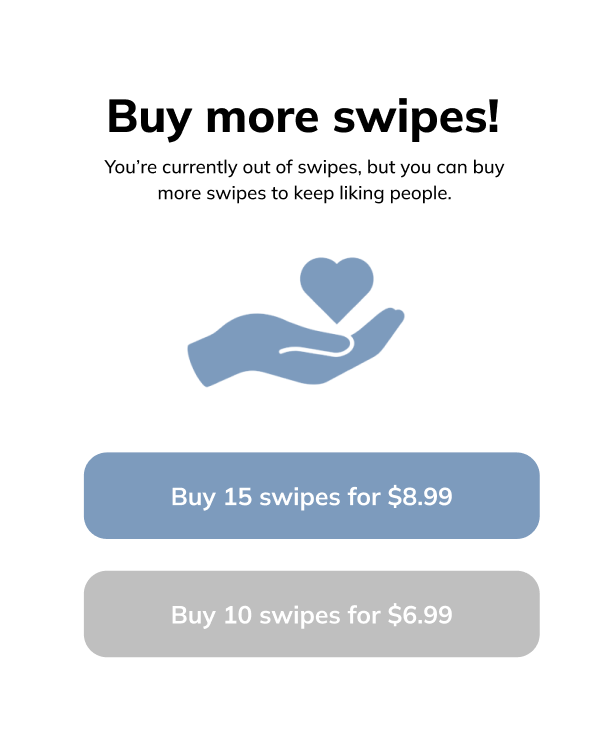 Buy more swipes!
You’re currently out of swipes, but you can buy
more swipes to keep liking people.
Buy 15 swipes for $8.99
Buy 10 swipes for $6.99